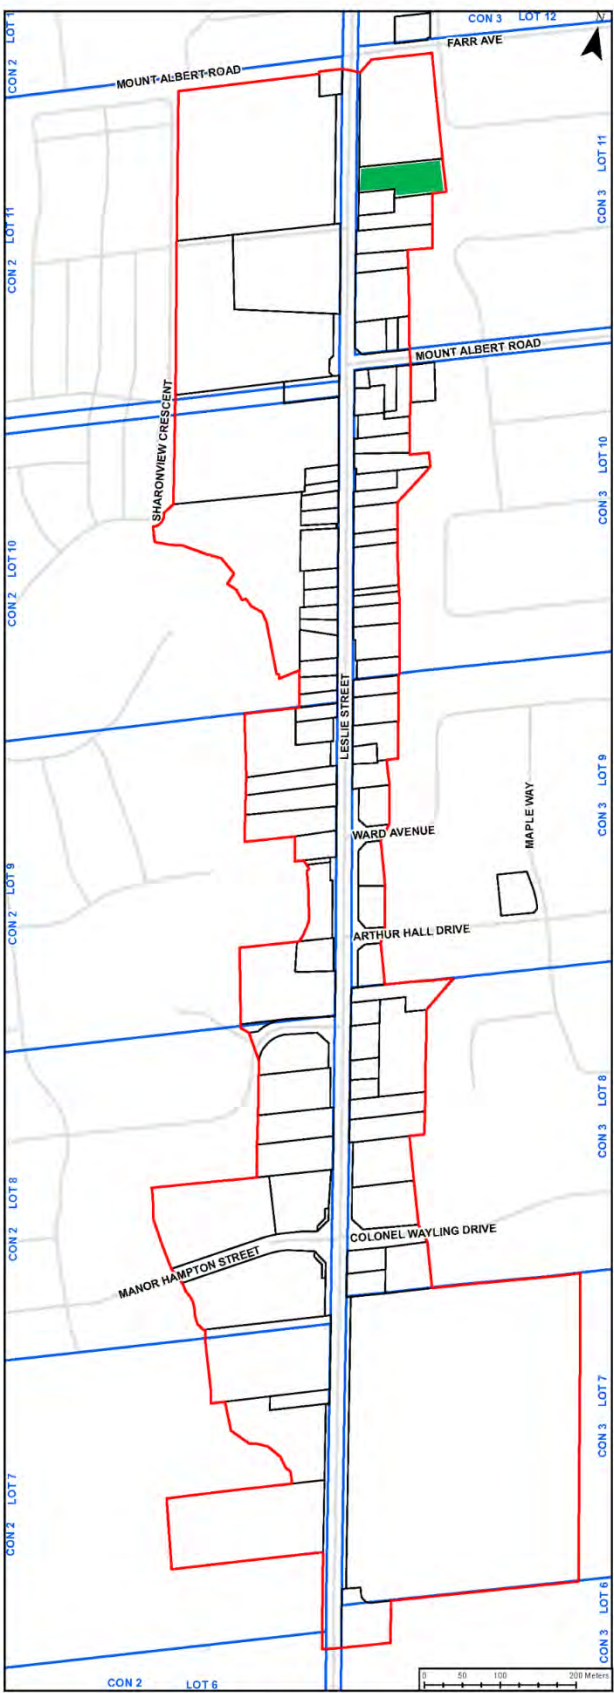 CON 3 LOT 12
N
FARR AVE
MOUNT ALBERT ROAD
CON 2 LOT 1
CON 3 LOT 11
CON 2 LOT 11
MOUNT ALBERT ROAD
SHARONVIEW CRESCENT
CON 3 LOT 10
CON 2 LOT 10
LESLIE STREET
CON 3 LOT 9
MAPLE WAY
WARD AVENUE
CON 2 LOT 9
ARTHUR HALL DRIVE
CON 3 LOT 8
CON 2 LOT 8
COLONEL WAYLING DRIVE
MANOR HAMPTON STREET
CON 3 LOT 7
CON 2 LOT 7
CON 3 LOT 6
0 50 100 200 Meters
CON 2 LOT 6